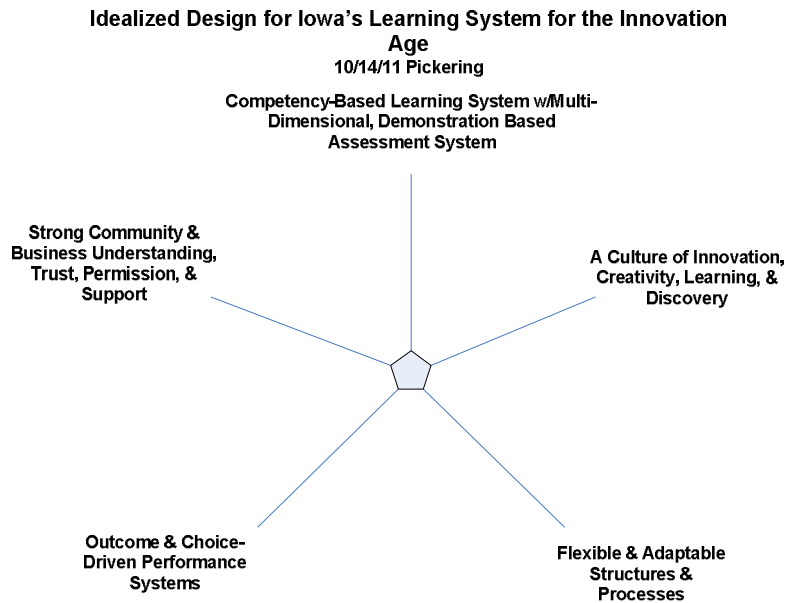 Idealized Design for Iowa’s Learning System for the Innovation
Age
10/14/11 Pickering
Competency-Based Learning System w/Multi-
Dimensional, Demonstration Based
Assessment System
Strong Community &
Business Understanding,
Trust, Permission, &
Support
A Culture of Innovation,
Creativity, Learning, &
Discovery
Outcome & Choice-
Driven Performance
Systems
Flexible & Adaptable
Structures &
Processes